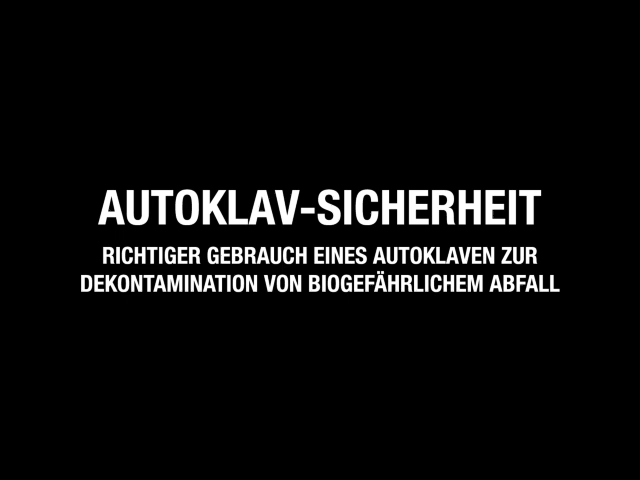 AUTOKLAV-SICHERHEIT
RICHTIGER GEBRAUCH EINES AUTOKLAVEN ZUR
DEKONTAMINATION VON BIOGEFÄHRLICHEM ABFALL